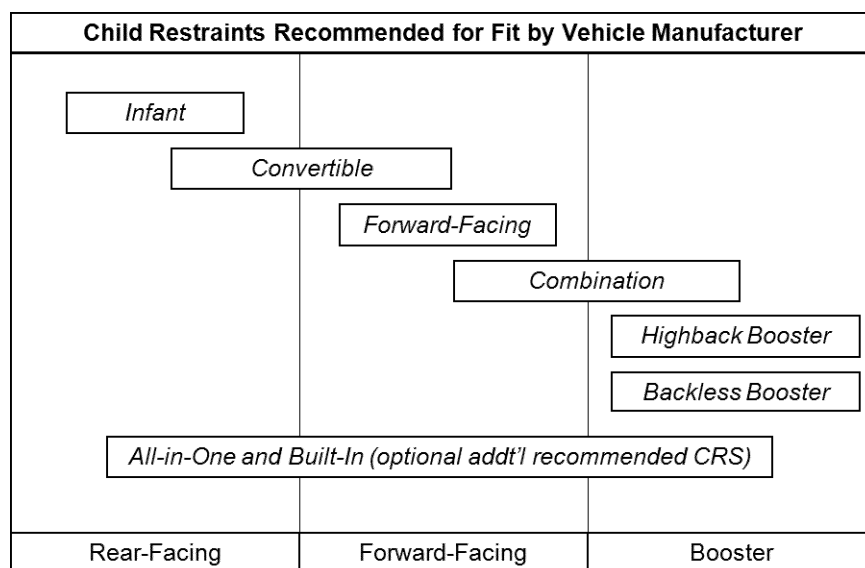 Child Restraints Recommended for Fit by Vehicle Manufacturer
Infant
Convertible
Forward-Facing
Combination
Highback Booster
Backless Booster
All-in-One and Built-In (optional addt'l recommended CRS)
Rear-Facing
Forward-Facing
Booster